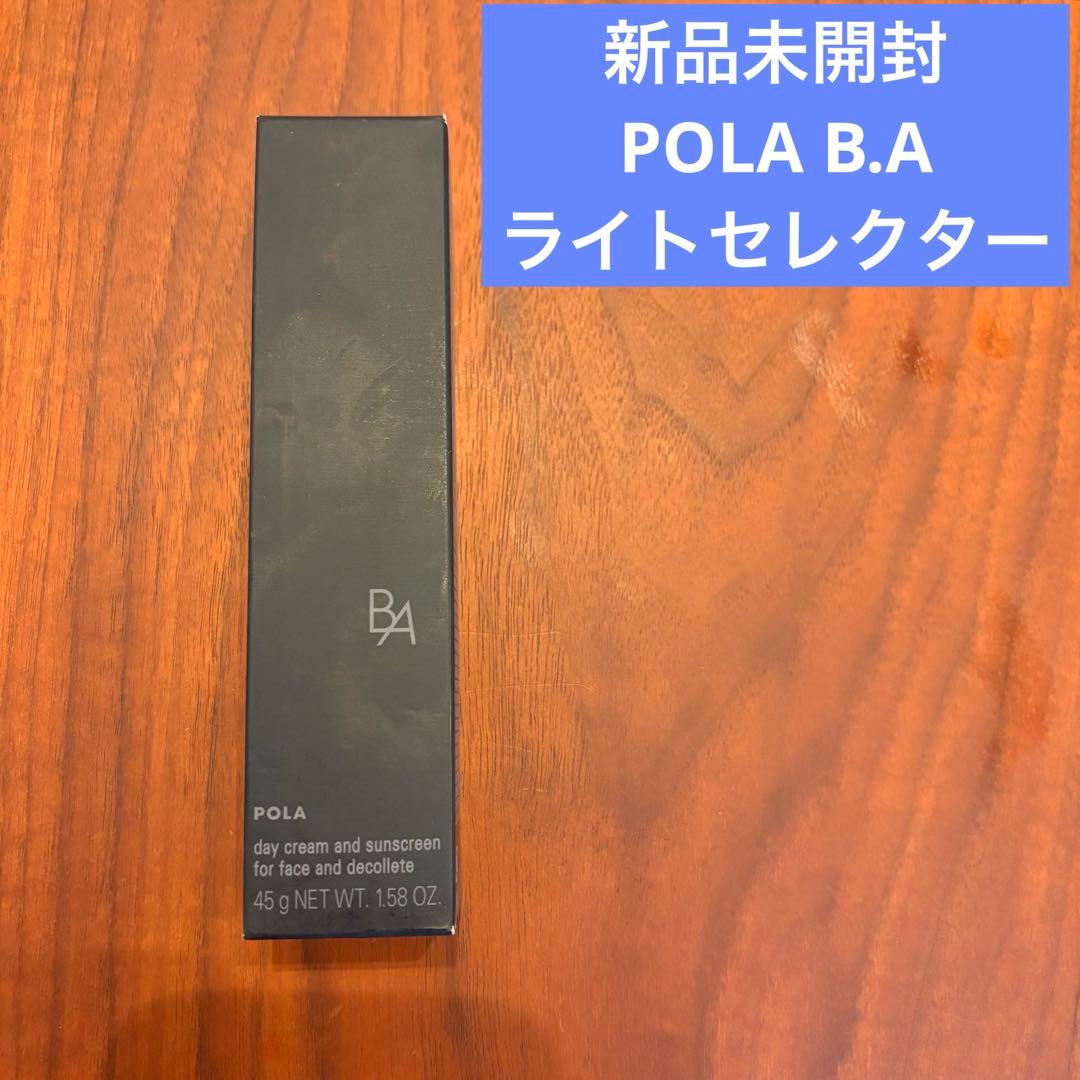 新品未開封
POLA B.A
ライトセレクター
BA
POLA
day cream and sunscreen
for face and decollete
45 g NET WT. 1.58 OZ.